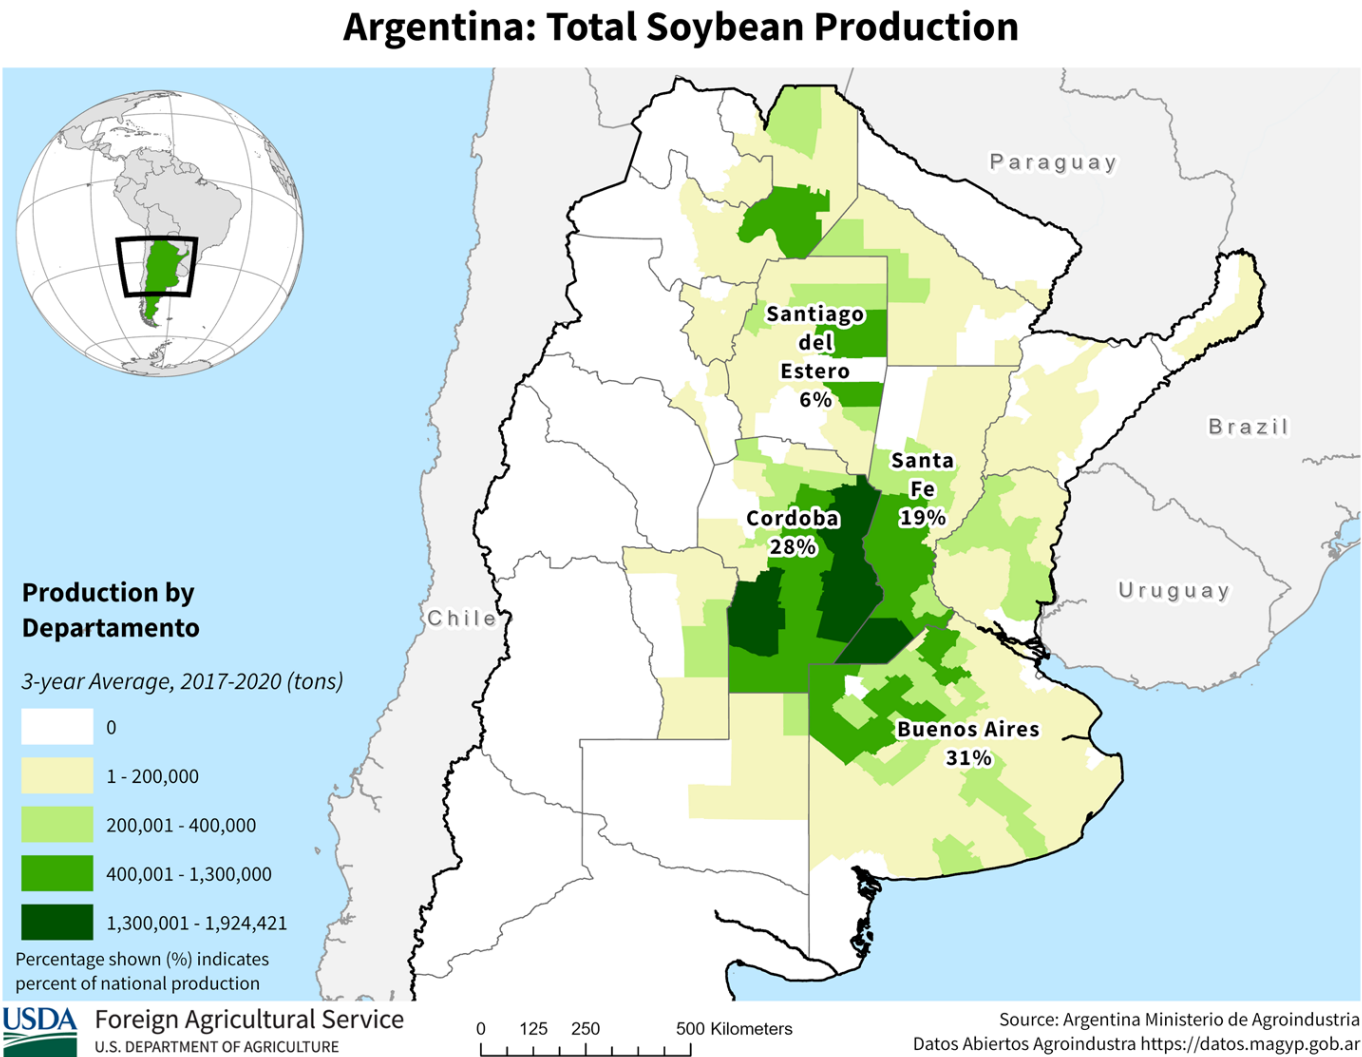 Argentina: Total Soybean Production
Paraguay
Santiago
del
Estero
6%
Brazil
Santa
Fe
19%
Cordoba
28%
Uruguay
Chile
Buenos Aires
31%
Production by
Departamento
3-year Average, 2017-2020 (tons)
0
1 - 200,000
200,001 - 400,000
400,001 - 1,300,000
1,300,001 - 1,924,421
Percentage shown (%) indicates
percent of national production
USDA
Foreign Agricultural Service
U.S. DEPARTMENT OF AGRICULTURE
0 125 250 500 Kilometers
Source: Argentina Ministerio de Agroindustria
Datos Abiertos Agroindustra https://datos.magyp.gob.ar